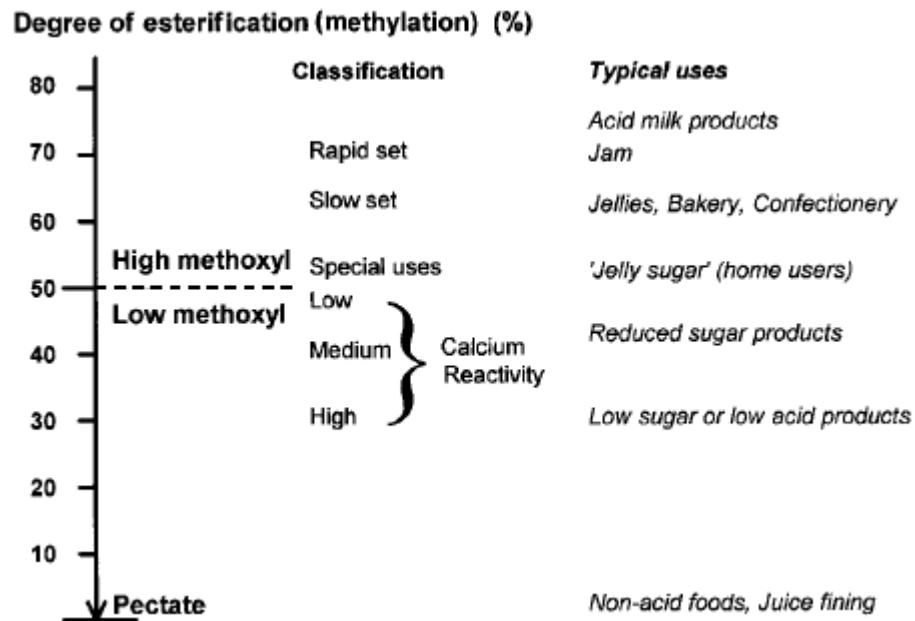 Degree of esterification (methylation) (%)
Classification Typical uses
80
Acid milk products
70 Rapid set Jam
Slow set Jellies, Bakery, Confectionery
60
High methoxyl Special uses 'Jelly sugar' (home users)
50
Low methoxyl Low
Reduced sugar products
40 Medium Calcium
Reactivity
30 High Low sugar or low acid products
20
10
Pectate Non-acid foods, Juice fining